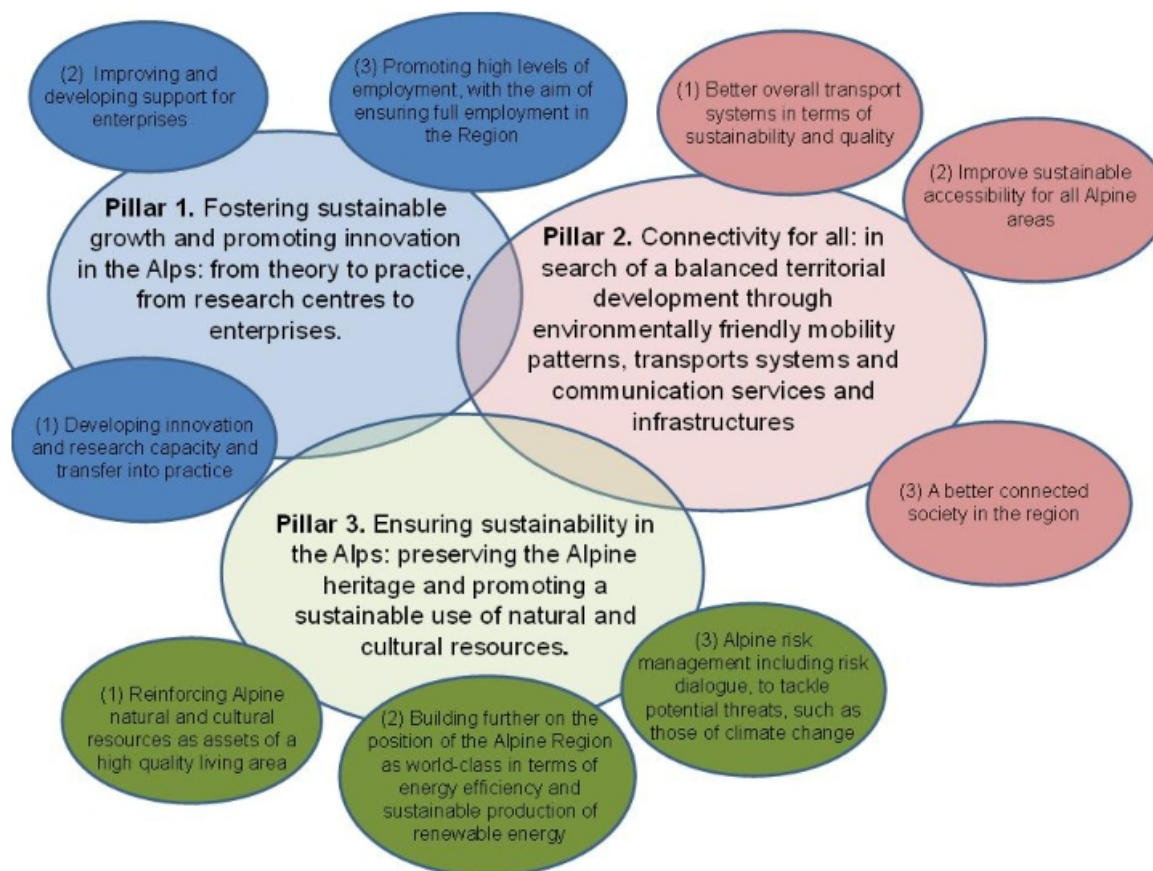 (2) Improving and
developing support for
enterprises
(3) Promoting high levels of
employment, with the aim of
ensuring full employment in
the Region
Pillar 1. Fostering sustainable
growth and promoting innovation
in the Alps: from theory to practice,
from research centres to
enterprises.
(1) Developing innovation
and research capacity and
transfer into practice
(1) Better overall transport
systems in terms of
sustainability and quality
(2) Improve sustainable
accessibility for all Alpine
areas
Pillar 2. Connectivity for all: in
search of a balanced territorial
development through
environmentally friendly mobility
patterns, transports systems and
communication services and
infrastructures
(3) A better connected
society in the region
Pillar 3. Ensuring sustainability in
the Alps: preserving the Alpine
heritage and promoting a
sustainable use of natural and
cultural resources.
(1) Reinforcing Alpine
natural and cultural
resources as assets of a
high quality living area
(2) Building further on the
position of the Alpine Region
as world-class in terms of
energy efficiency and
sustainable production of
renewable energy
(3) Alpine risk
management including risk
dialogue, to tackle
potential threats, such as
those of climate change